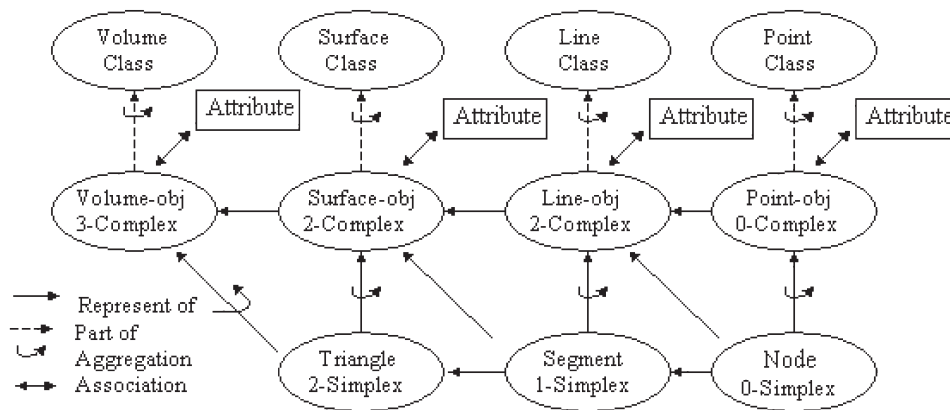 Volume
Class
Surface
Class
Line
Class
Point
Class
Attribute
Attribute
Attribute
Attribute
Volume-obj
3-Complex
Surface-obj
2-Complex
Line-obj
2-Complex
Point-obj
0-Complex
Represent of
Part of
Aggregation
Association
Triangle
2-Simplex
Segment
1-Simplex
Node
0-Simplex